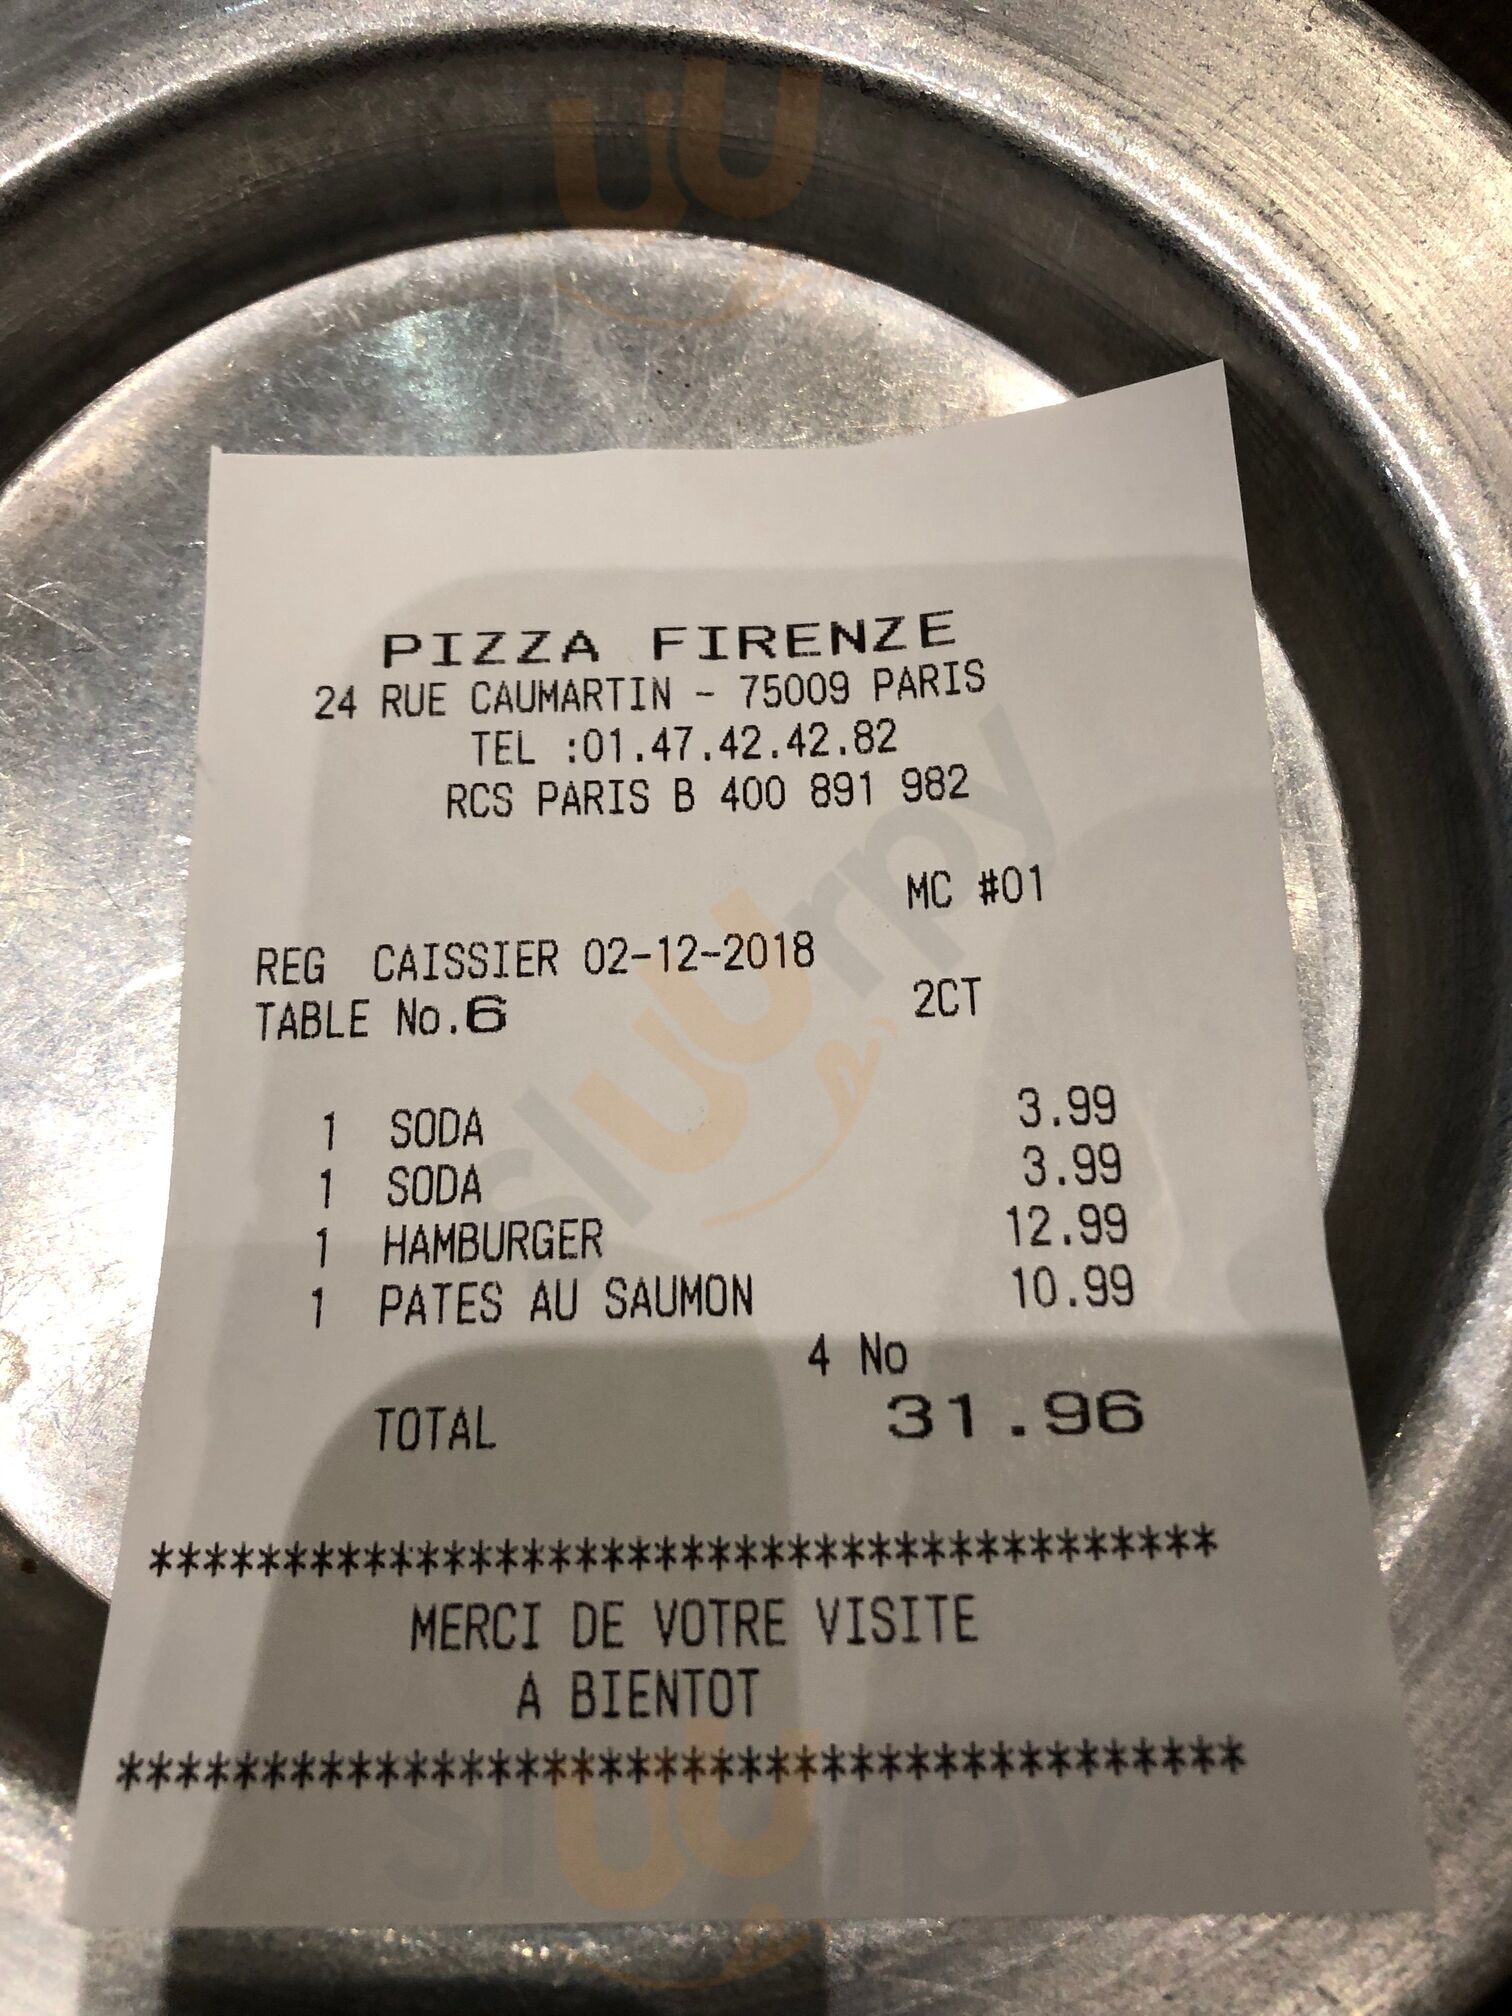 PIZZA FIRENZE
24 RUE CAUMARTIN - 75009 PARIS
TEL :01.47.42.42.82
RCS PARIS B 400 891 982
MC #01
REG CAISSIER 02-12-2018
TABLE No.6 2CT
1 SODA 3.99
1 SODA 3.99
1 HAMBURGER 12.99
1 PATES AU SAUMON 10.99
4 No
TOTAL 31.96
****************************************
MERCI DE VOTRE VISITE
A BIENTOT
****************************************
sluurpy
sluurpy